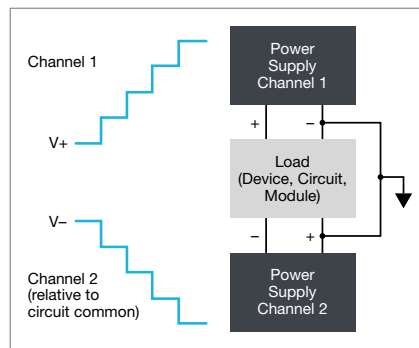 Channel 1
V+
V–
Channel 2
(relative to
circuit common)
Power
Supply
Channel 1
+ –
Load
(Device, Circuit,
Module)
– +
Power
Supply
Channel 2